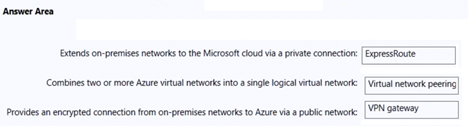 Answer Area
Extends on-premises networks to the Microsoft cloud via a private connection: ExpressRoute
Combines two or more Azure virtual networks into a single logical virtual network: Virtual network peering
Provides an encrypted connection from on-premises networks to Azure via a public network: VPN gateway